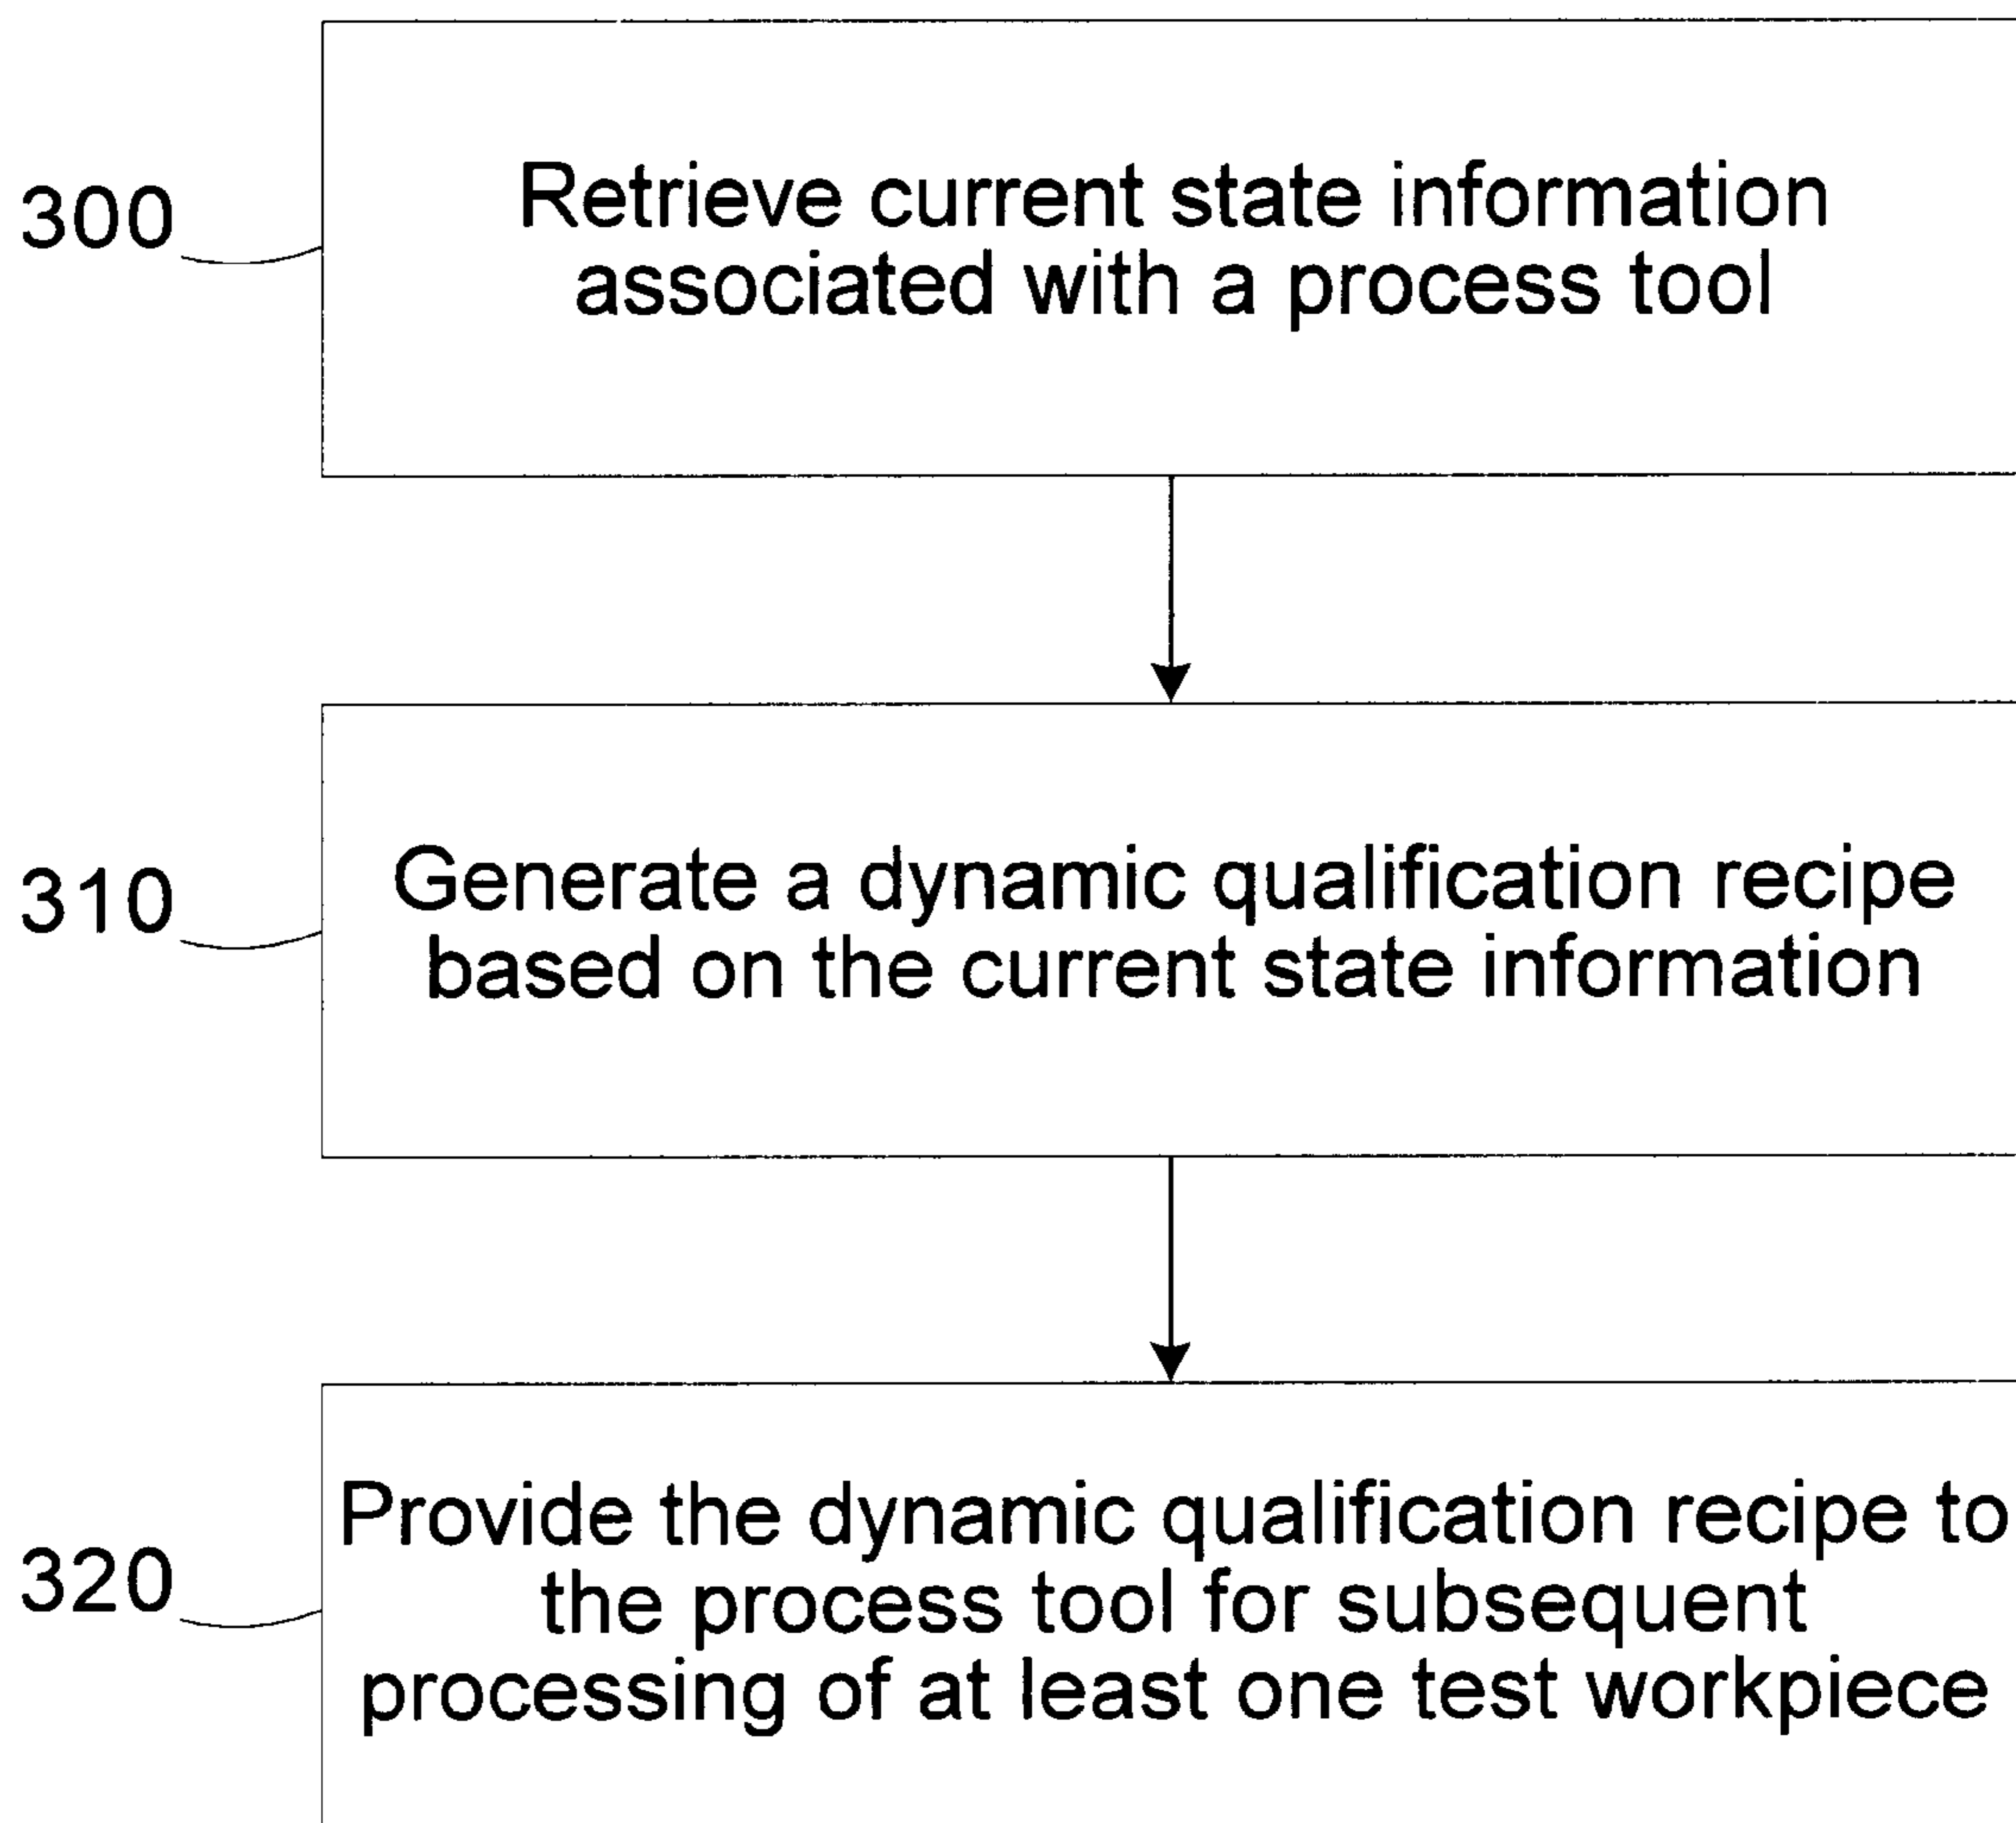 300
Retrieve current state information
associated with a process tool
310
Generate a dynamic qualification recipe
based on the current state information
320
Provide the dynamic qualification recipe to
the process tool for subsequent
processing of at least one test workpiece